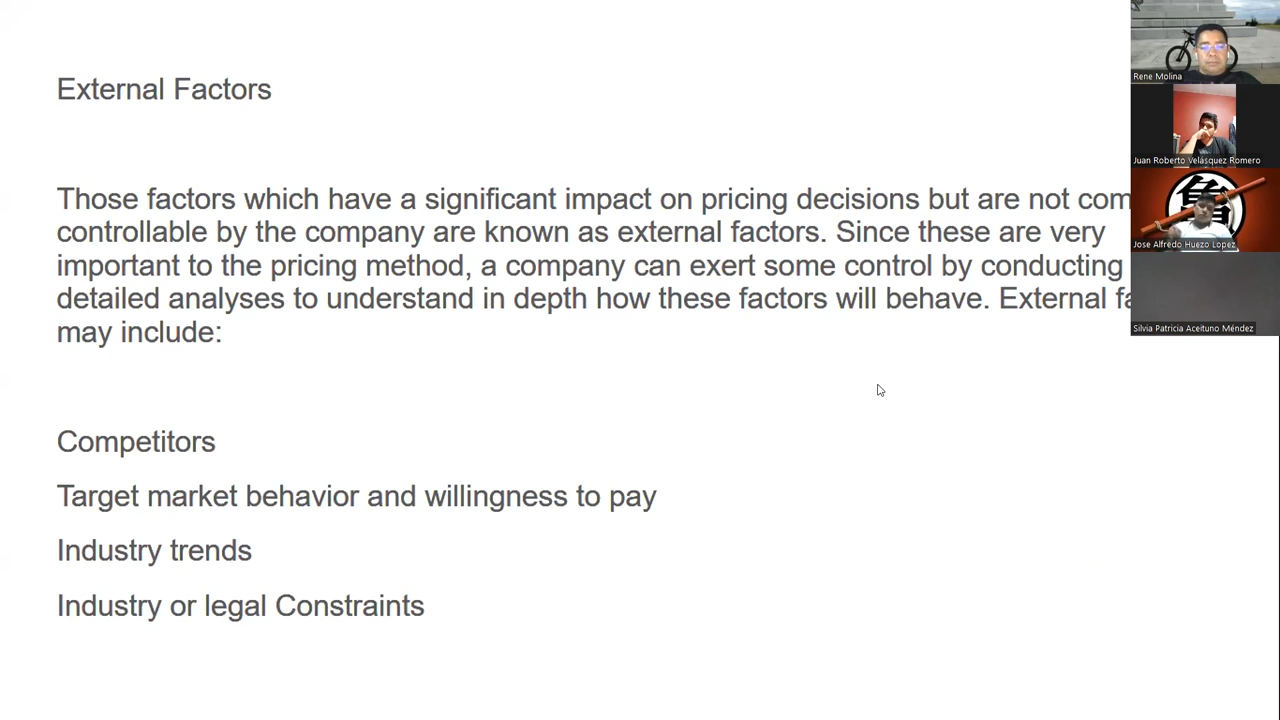 External Factors
Those factors which have a significant impact on pricing decisions but are not com
controllable by the company are known as external factors. Since these are very
important to the pricing method, a company can exert some control by conducting
detailed analyses to understand in depth how these factors will behave. External fa
may include:
Competitors
Target market behavior and willingness to pay
Industry trends
Industry or legal Constraints
Rene Molina
Juan Roberto Velásquez Romero
亀
Jose Alfredo Huezo Lopez
Silvia Patricia Aceituno Méndez